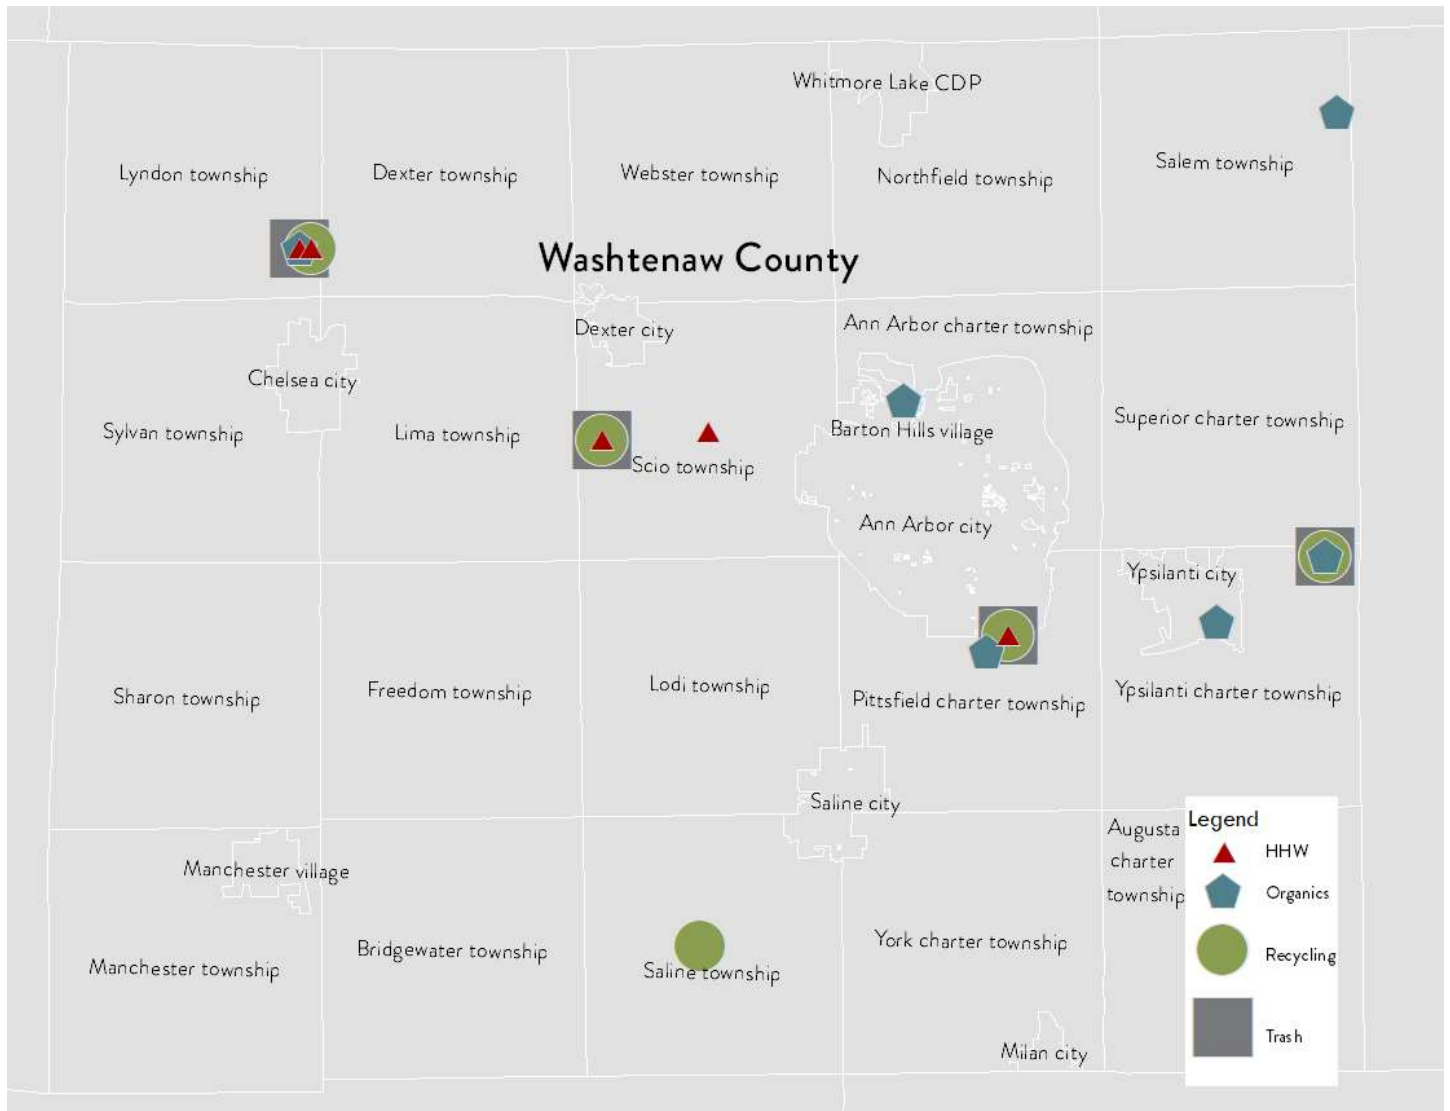 Whitmore Lake CDP
Lyndon township
Dexter township
Webster township
Northfield township
Salem township
Washtenaw County
Dexter city
Ann Arbor charter township
Chelsea city
Sylvan township
Lima township
Scio township
Barton Hills village
Superior charter township
Ann Arbor city
Ypsilanti city
Sharon township
Freedom township
Lodi township
Pittsfield charter township
Ypsilanti charter township
Saline city
Manchester village
Manchester township
Bridgewater township
Saline township
York charter township
Augusta
charter
township
Milan city
Legend
HHW
Organics
Recycling
Trash